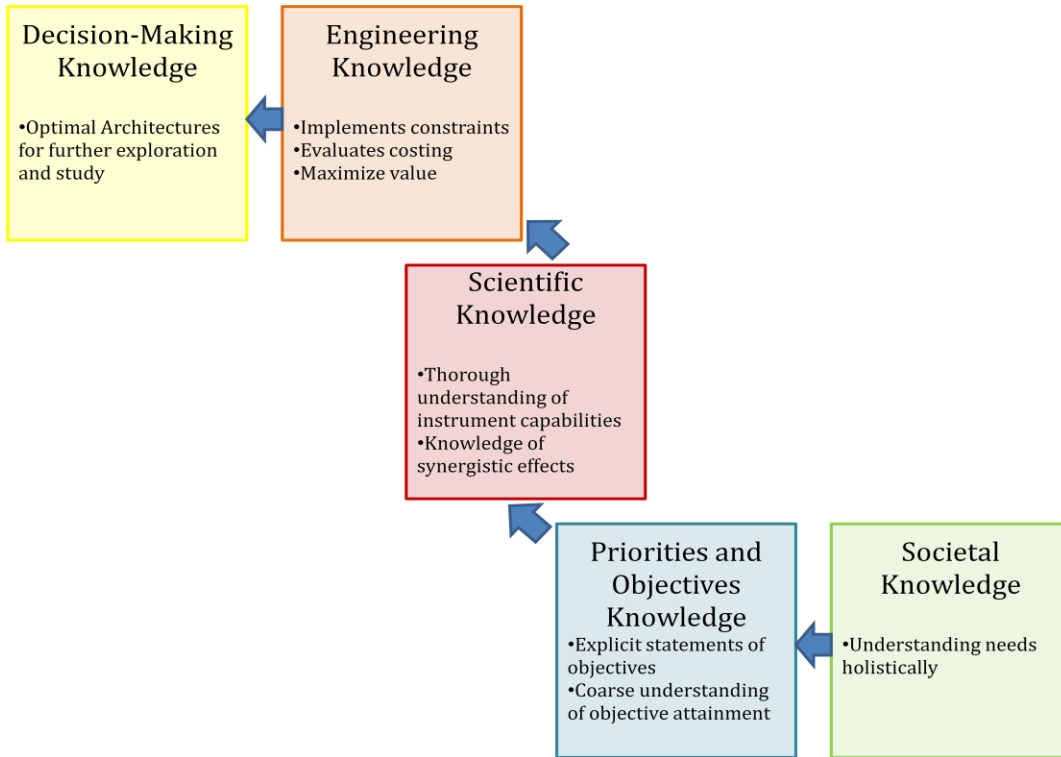 Decision-Making
Knowledge
•Optimal Architectures
for further exploration
and study
Engineering
Knowledge
•Implements constraints
•Evaluates costing
•Maximize value
Scientific
Knowledge
•Thorough
understanding of
instrument capabilities
•Knowledge of
synergistic effects
Priorities and
Objectives
Knowledge
•Explicit statements of
objectives
•Coarse understanding
of objective attainment
Societal
Knowledge
•Understanding needs
holistically